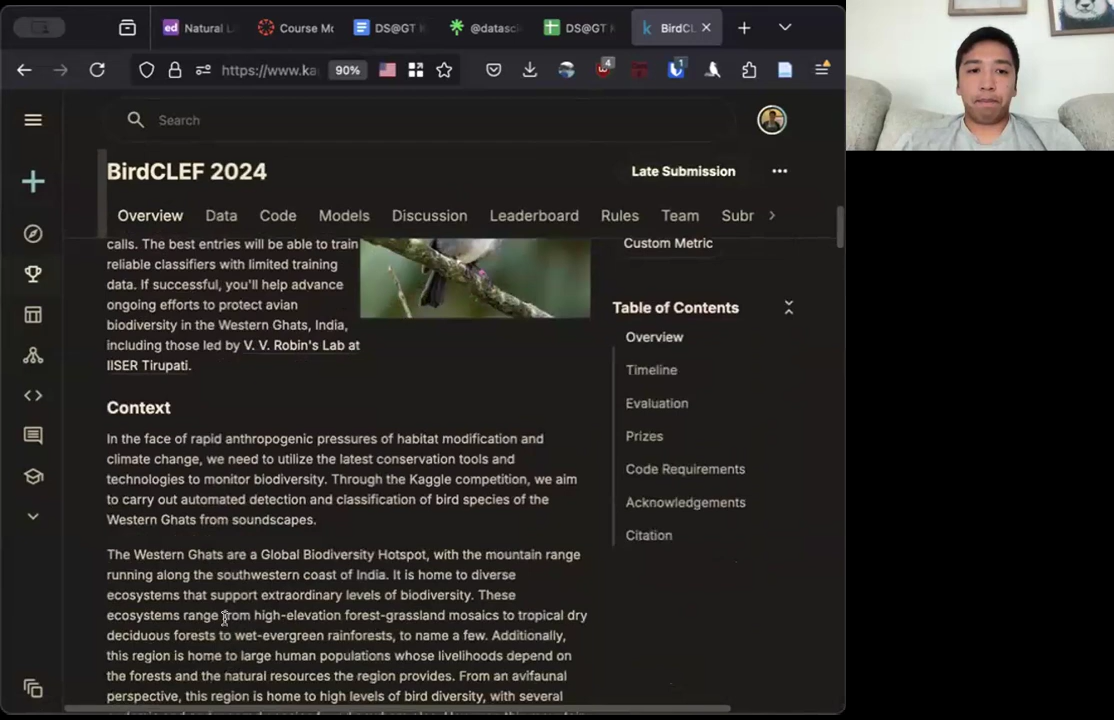 Natural L
Course Mo
DS@GT K
@datasci
DS@GT K
BirdCL
https://www.ka
90%
4
1
Search
BirdCLEF 2024
Late Submission
Overview Data Code Models Discussion Leaderboard Rules Team Subr
calls. The best entries will be able to train
reliable classifiers with limited training
data. If successful, you'll help advance
ongoing efforts to protect avian
biodiversity in the Western Ghats, India,
including those led by V. V. Robin's Lab at
IISER Tirupati.
Custom Metric
Table of Contents
Overview
Timeline
Evaluation
Prizes
Code Requirements
Acknowledgements
Citation
Context
In the face of rapid anthropogenic pressures of habitat modification and
climate change, we need to utilize the latest conservation tools and
technologies to monitor biodiversity. Through the Kaggle competition, we aim
to carry out automated detection and classification of bird species of the
Western Ghats from soundscapes.
The Western Ghats are a Global Biodiversity Hotspot, with the mountain range
running along the southwestern coast of India. It is home to diverse
ecosystems that support extraordinary levels of biodiversity. These
ecosystems range from high-elevation forest-grassland mosaics to tropical dry
deciduous forests to wet-evergreen rainforests, to name a few. Additionally,
this region is home to large human populations whose livelihoods depend on
the forests and the natural resources the region provides. From an avifaunal
perspective, this region is home to high levels of bird diversity, with several